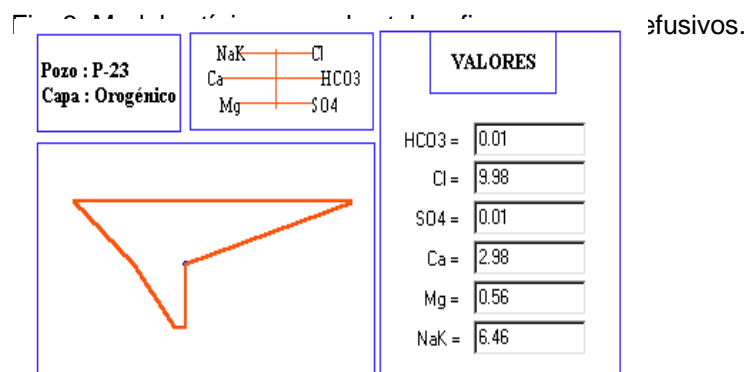 efusivos.
Pozo : P-23
Capa : Orogénico
NaK Cl
Ca HCO3
Mg SO4
VALORES
HCO3 = 0.01
Cl = 9.98
SO4 = 0.01
Ca = 2.98
Mg = 0.56
NaK = 6.46